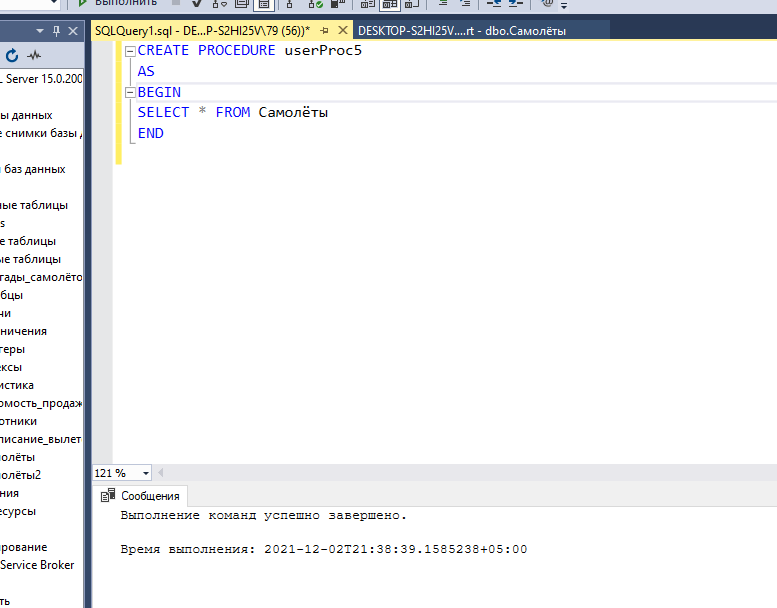 Выполнить
SQLQuery1.sql - DE...P-S2HI25V\79 (56))*
DESKTOP-S2HI25V....rt - dbo.Самолёты
L Server 15.0.200
ы данных
е снимки базы
баз данных
ные таблицы
s
е таблицы
ые таблицы
гады_самолёто
бцы
чи
ничения
геры
ексы
истика
омость_продаж
отники
писание_вылет
олёты
олёты2
ния
есурсы
рование
Service Broker
ть
CREATE PROCEDURE userProc5
AS
BEGIN
SELECT * FROM Самолёты
END
121 %
Сообщения
Выполнение команд успешно завершено.
Время выполнения: 2021-12-02T21:38:39.1585238+05:00